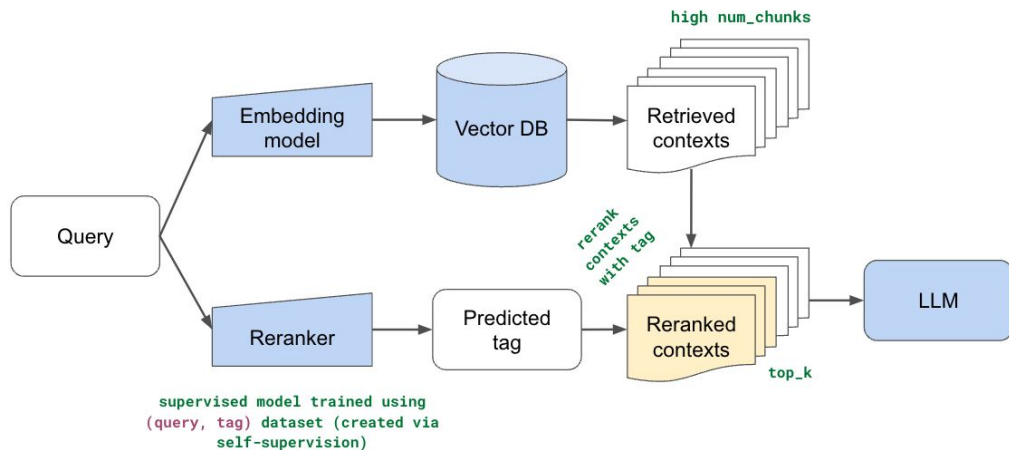 high num_chunks
Embedding
model
Vector DB
Retrieved
contexts
Query
rerank
contexts
with tag
Reranker
Predicted
tag
Reranked
contexts
LLM
top_k
supervised model trained using
(query, tag) dataset (created via
self-supervision)